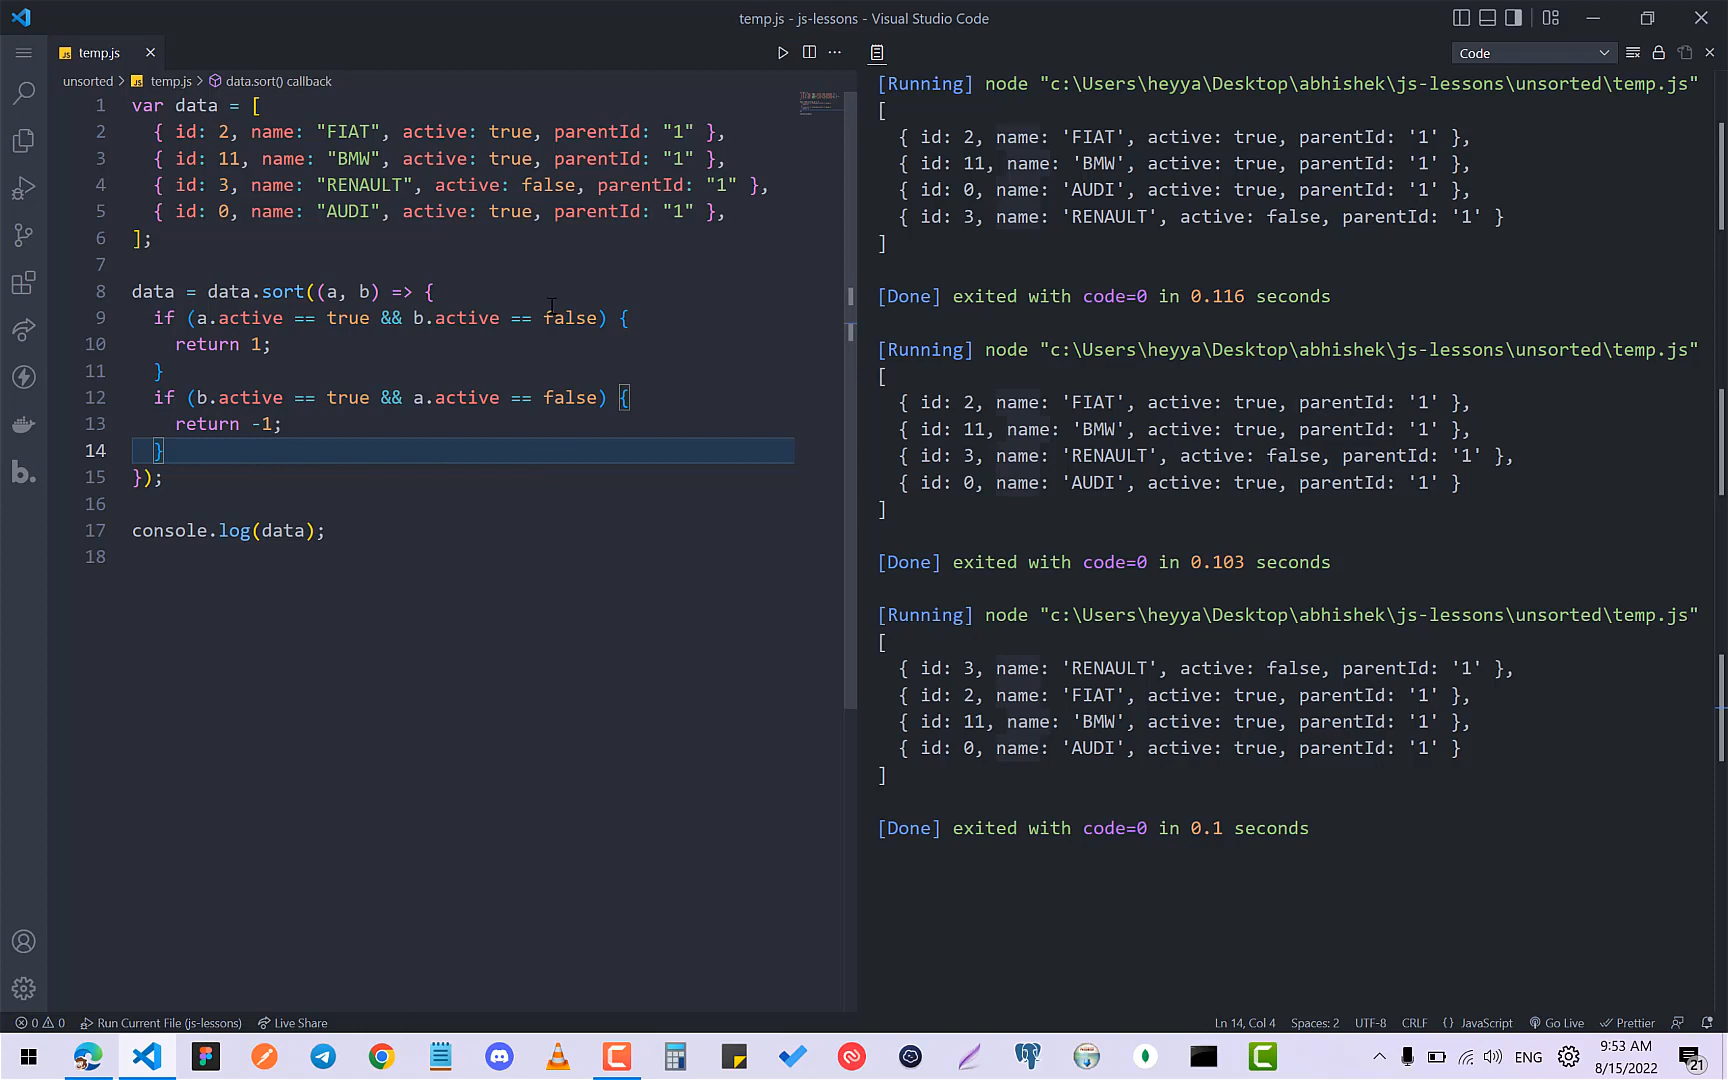 temp.js - js-lessons - Visual Studio Code
temp.js
unsorted > temp.js > data.sort() callback
1 var data = [
2 { id: 2, name: "FIAT", active: true, parentId: "1" },
3 { id: 11, name: "BMW", active: true, parentId: "1" },
4 { id: 3, name: "RENAULT", active: false, parentId: "1" },
5 { id: 0, name: "AUDI", active: true, parentId: "1" },
6 ];
7
8 data = data.sort((a, b) => {
9 if (a.active == true && b.active == false) {
10 return 1;
11 }
12 if (b.active == true && a.active == false) {
13 return -1;
14 }
15 });
16
17 console.log(data);
18
Code
[Running] node "c:\Users\heyya\Desktop\abhishek\js-lessons\unsorted\temp.js"
[
{ id: 2, name: 'FIAT', active: true, parentId: '1' },
{ id: 11, name: 'BMW', active: true, parentId: '1' },
{ id: 0, name: 'AUDI', active: true, parentId: '1' },
{ id: 3, name: 'RENAULT', active: false, parentId: '1' }
]
[Done] exited with code=0 in 0.116 seconds
[Running] node "c:\Users\heyya\Desktop\abhishek\js-lessons\unsorted\temp.js"
[
{ id: 2, name: 'FIAT', active: true, parentId: '1' },
{ id: 11, name: 'BMW', active: true, parentId: '1' },
{ id: 3, name: 'RENAULT', active: false, parentId: '1' },
{ id: 0, name: 'AUDI', active: true, parentId: '1' }
]
[Done] exited with code=0 in 0.103 seconds
[Running] node "c:\Users\heyya\Desktop\abhishek\js-lessons\unsorted\temp.js"
[
{ id: 3, name: 'RENAULT', active: false, parentId: '1' },
{ id: 2, name: 'FIAT', active: true, parentId: '1' },
{ id: 11, name: 'BMW', active: true, parentId: '1' },
{ id: 0, name: 'AUDI', active: true, parentId: '1' }
]
[Done] exited with code=0 in 0.1 seconds
b.
0 0 Run Current File (js-lessons) Live Share
Ln 14, Col 4 Spaces: 2 UTF-8 CRLF {} JavaScript Go Live Prettier
ENG
9:53 AM
8/15/2022
21